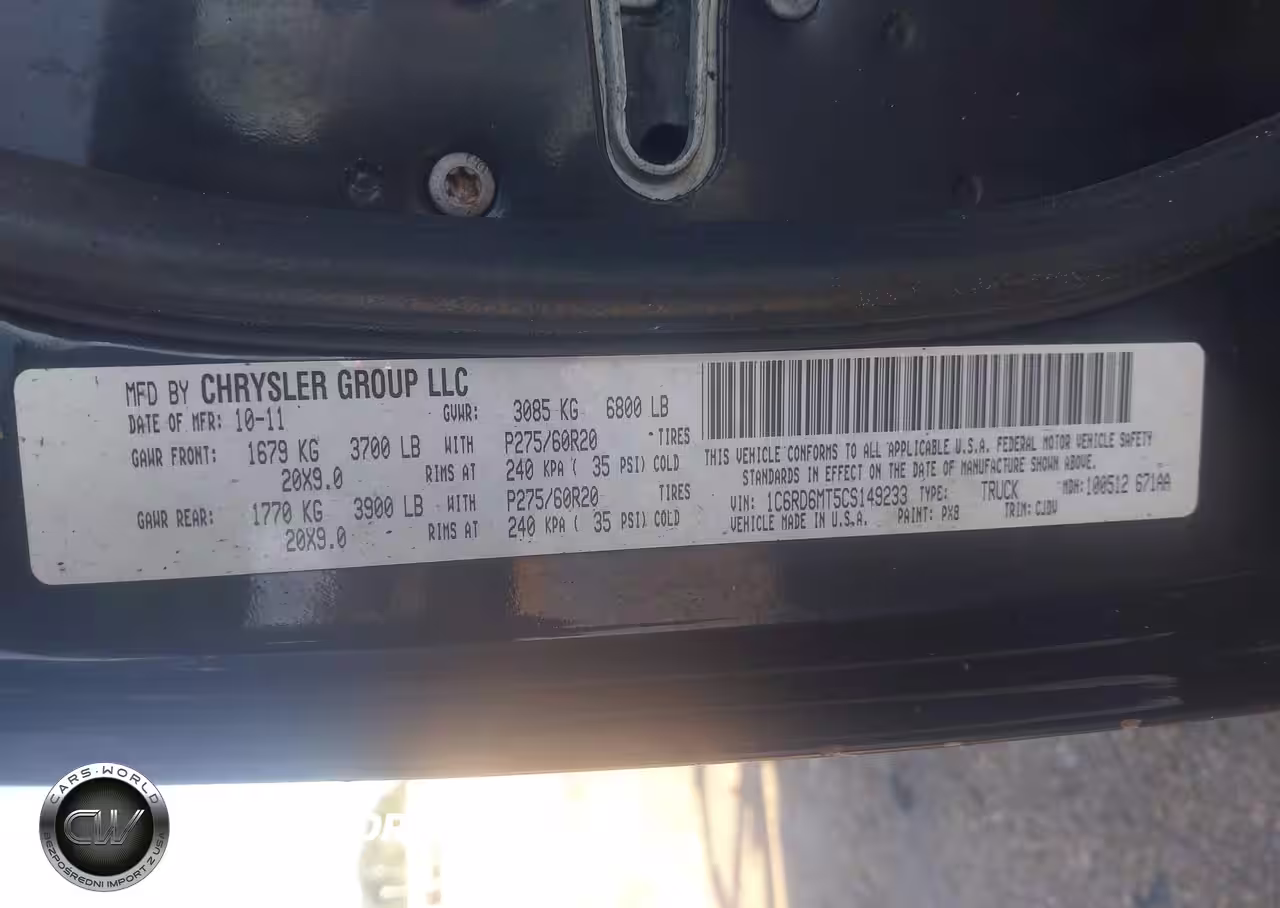 MFD BY CHRYSLER GROUP LLC
DATE OF MFR: 10-11 GVWR: 3085 KG 6800 LB
GAWR FRONT: 1679 KG 3700 LB WITH P275/60R20 -TIRES
20X9.0 RIMS AT 240 KPA ( 35 PSI) COLD
GAWR REAR: 1770 KG 3900 LB WITH P275/60R20 TIRES
20X9.0 RIMS AT 240 KPA ( 35 PSI) COLD
THIS VEHICLE CONFORMS TO ALL APPLICABLE U.S.A. FEDERAL MOTOR VEHICLE SAFETY
STANDARDS IN EFFECT ON THE DATE OF MANUFACTURE SHOWN ABOVE.
VIN: 1C6RD6MT5CS149233 TYPE: TRUCK MDH:100512 671AA
VEHICLE MADE IN U.S.A. PAINT: PX8 TRIM: CJDV
CARS-WORLD
CW
BEZPOŚREDNI IMPORT Z USA